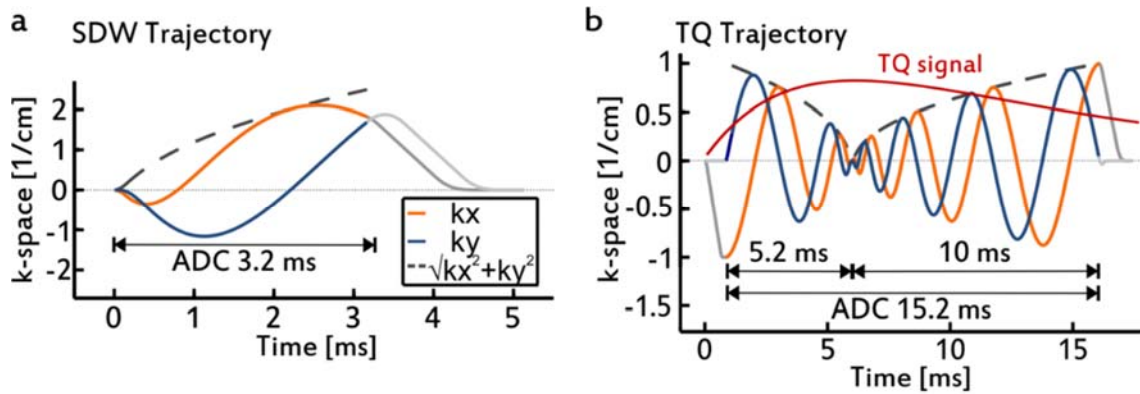 a SDW Trajectory
k-space [1/cm]
2
1
0
-1
-2
ADC 3.2 ms
kx
ky
√kx²+ky²
0 1 2 3 4 5
Time [ms]
b TQ Trajectory
TQ signal
k-space [1/cm]
1
0.5
0
-0.5
-1
-1.5
5.2 ms 10 ms
ADC 15.2 ms
0 5 10 15
Time [ms]